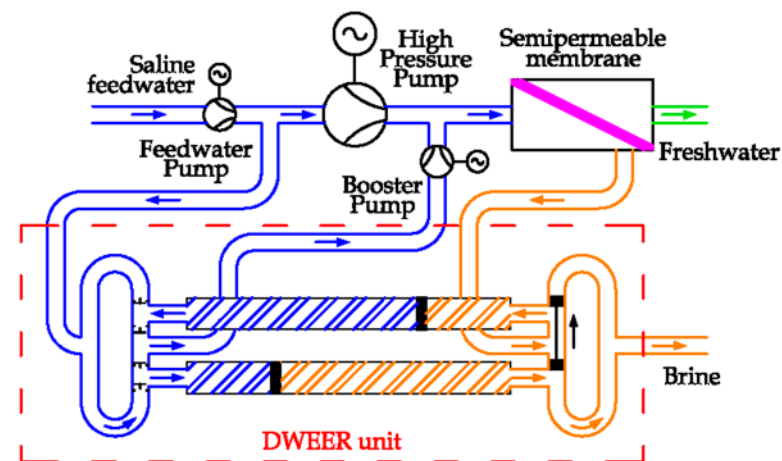 Saline
feedwater
High
Pressure
Pump
Semipermeable
membrane
Feedwater
Pump
Booster
Pump
Freshwater
Brine
DWEER unit